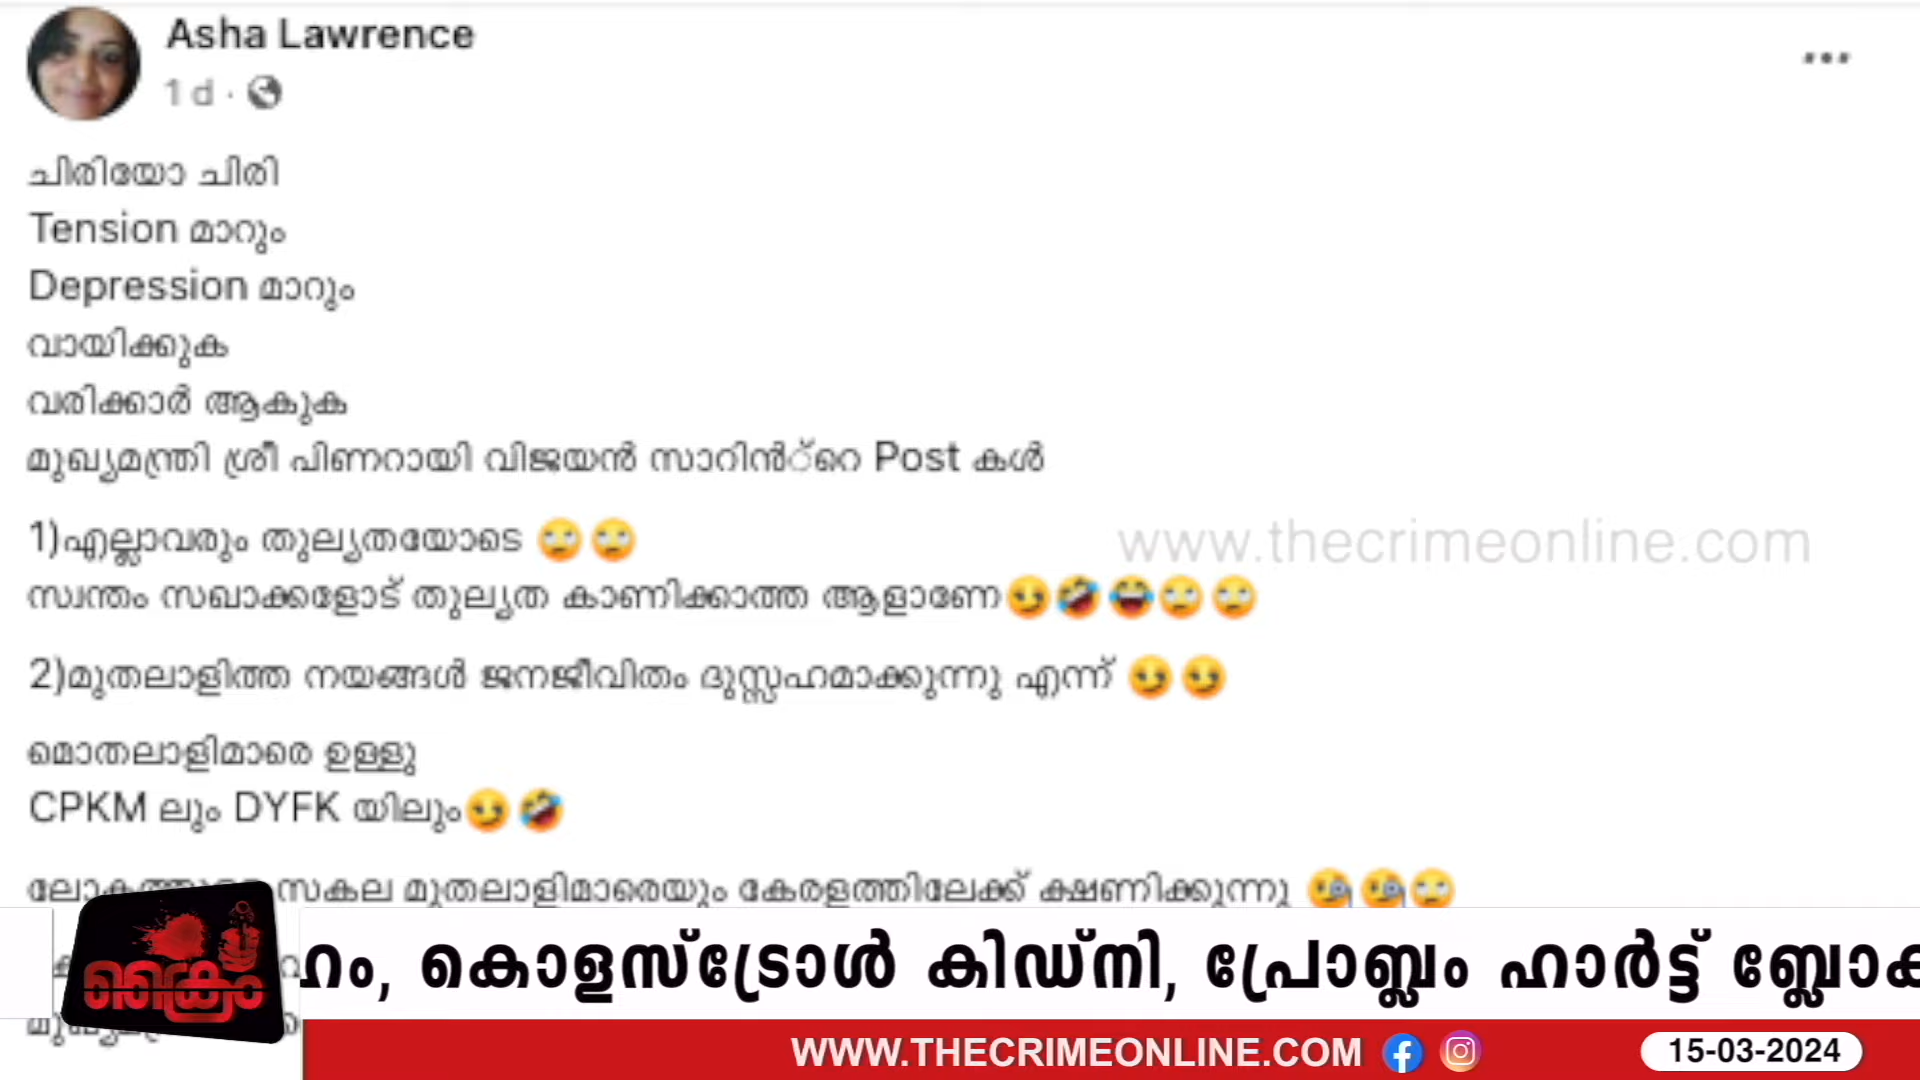 Asha Lawrence
1 d ·
ചിരിയോ ചിരി
Tension മാറും
Depression മാറും
വായിക്കുക
വരിക്കാർ ആകുക
മുഖ്യമന്ത്രി ശ്രീ പിണറായി വിജയൻ സാറിൻ്റെ Post കൾ
1)എല്ലാവരും തുല്യതയോടെ 🙄🙄
www.thecrimeonline.com
സ്വന്തം സഖാക്കളോട് തുല്യത കാണിക്കാത്ത ആളാണേ😏🤣😂🙄🙄
2)മുതലാളിത്ത നയങ്ങൾ ജനജീവിതം ദുസ്സഹമാക്കുന്നു എന്ന് 😏😏
മൊതലാളിമാരെ ഉള്ളു
CPKM ലും DYFK യിലും😏🤣
സകല മുതലാളിമാരെയും കേരളത്തിലേക്ക് ക്ഷണിക്കുന്നു 🧐🧐🙄
ക്രൈം
ഹം, കൊളസ്ട്രോൾ കിഡ്നി, പ്രോബ്ലം ഹാർട്ട് ബ്ലോക
WWW.THECRIMEONLINE.COM
15-03-2024